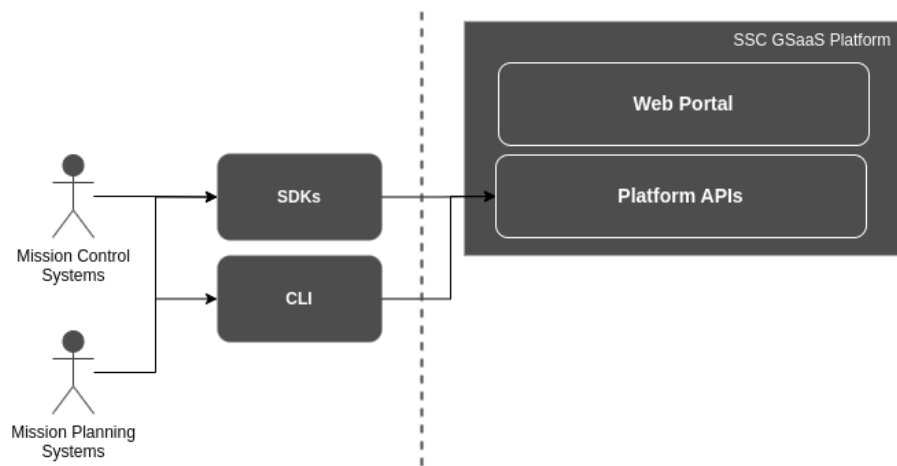 SSC GSaaS Platform
Web Portal
Platform APIs
SDKs
CLI
Mission Control
Systems
Mission Planning
Systems